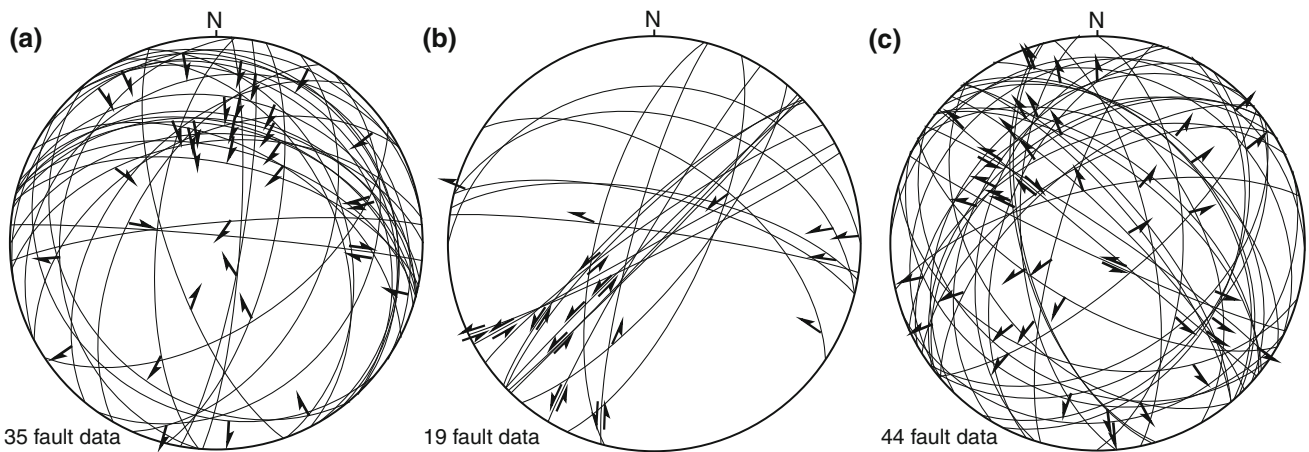 (a)
N
35 fault data
(b)
N
19 fault data
(c)
N
44 fault data